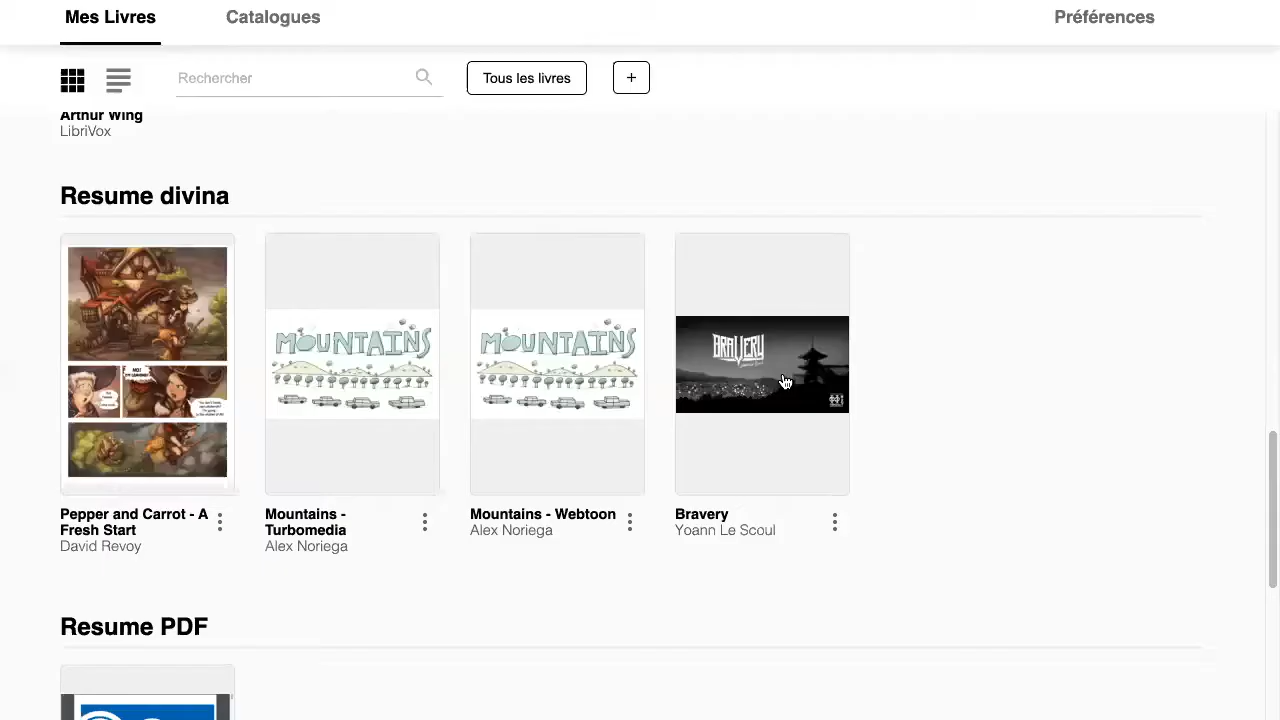 Mes Livres
Catalogues
Préférences
Rechercher
Tous les livres
+
Arthur Wing
LibriVox
Resume divina
MOUNTAINS
MOUNTAINS
BRAVERY
Pepper and Carrot - A
Fresh Start
David Revoy
Mountains -
Turbomedia
Alex Noriega
Mountains - Webtoon
Alex Noriega
Bravery
Yoann Le Scoul
Resume PDF